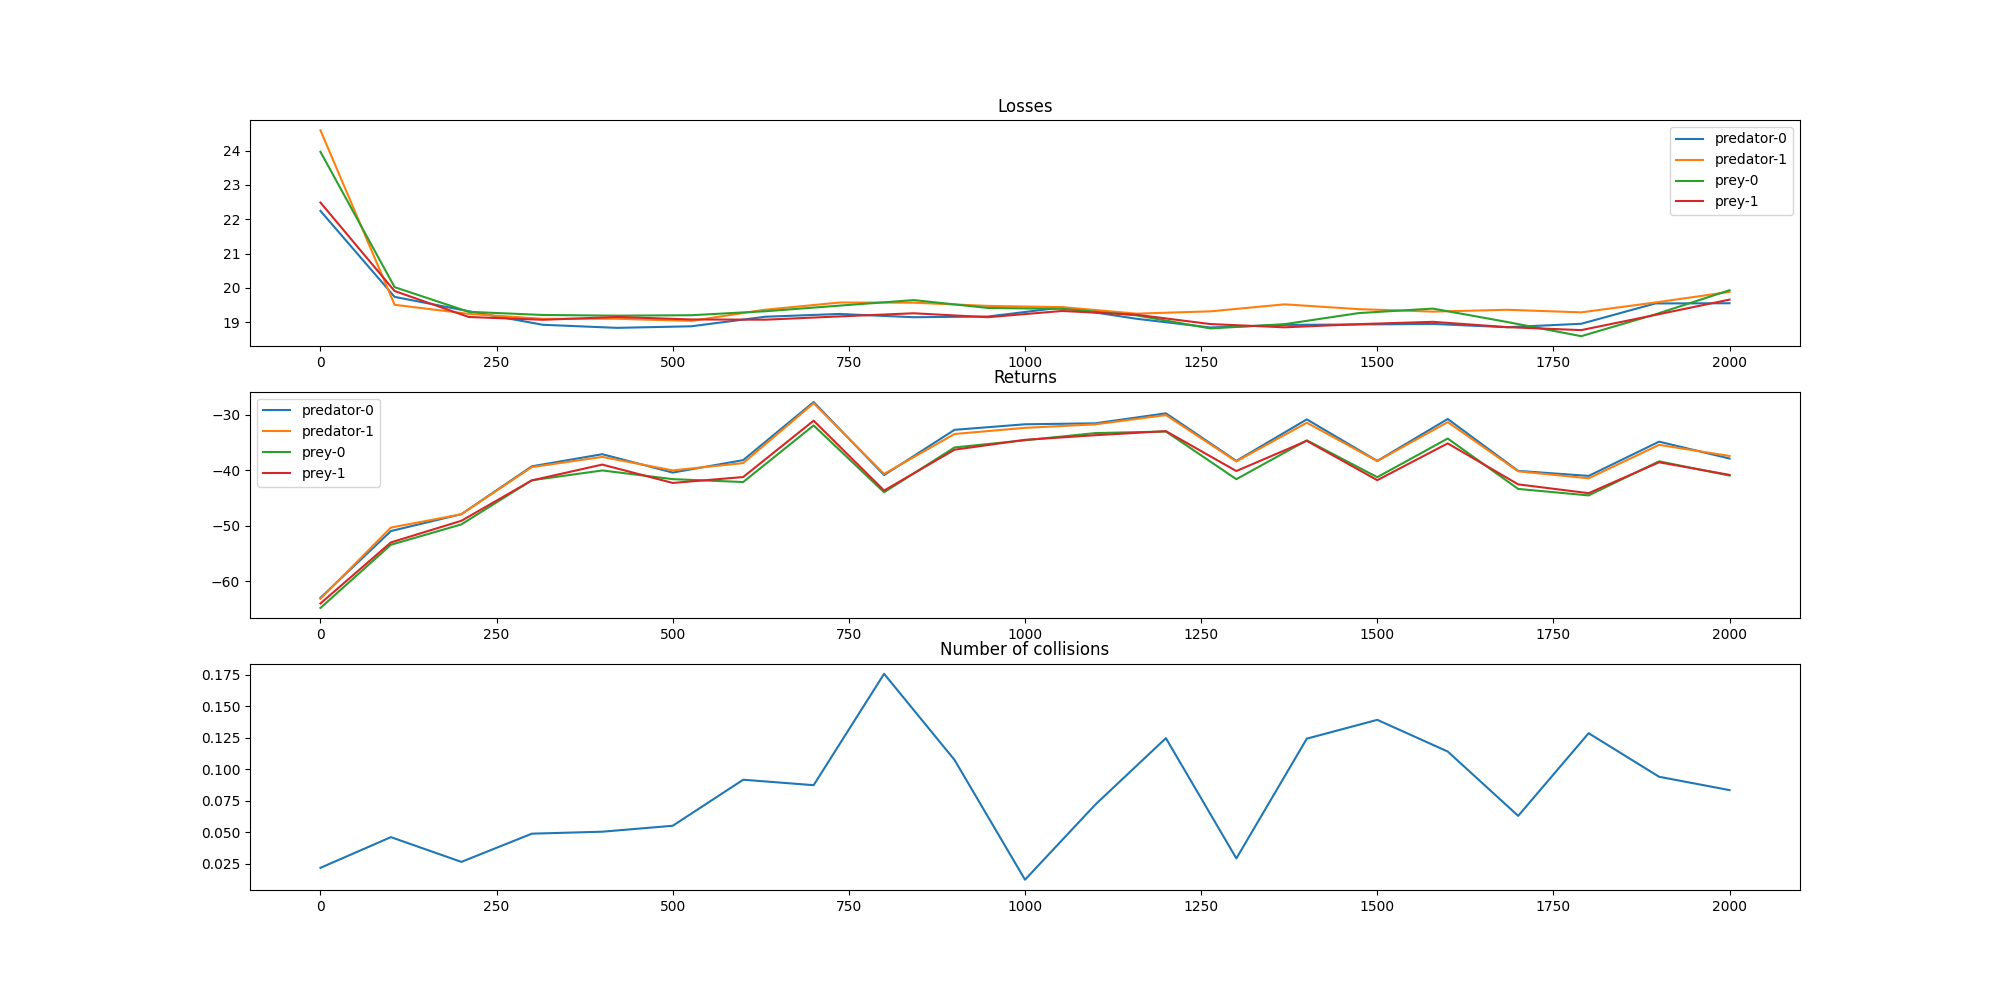 Losses
24
23
22
21
20
19
predator-0
predator-1
prey-0
prey-1
0 250 500 750 1000 1250 1500 1750 2000
Returns
−30
−40
−50
−60
predator-0
predator-1
prey-0
prey-1
0 250 500 750 1000 1250 1500 1750 2000
Number of collisions
0.175
0.150
0.125
0.100
0.075
0.050
0.025
0 250 500 750 1000 1250 1500 1750 2000